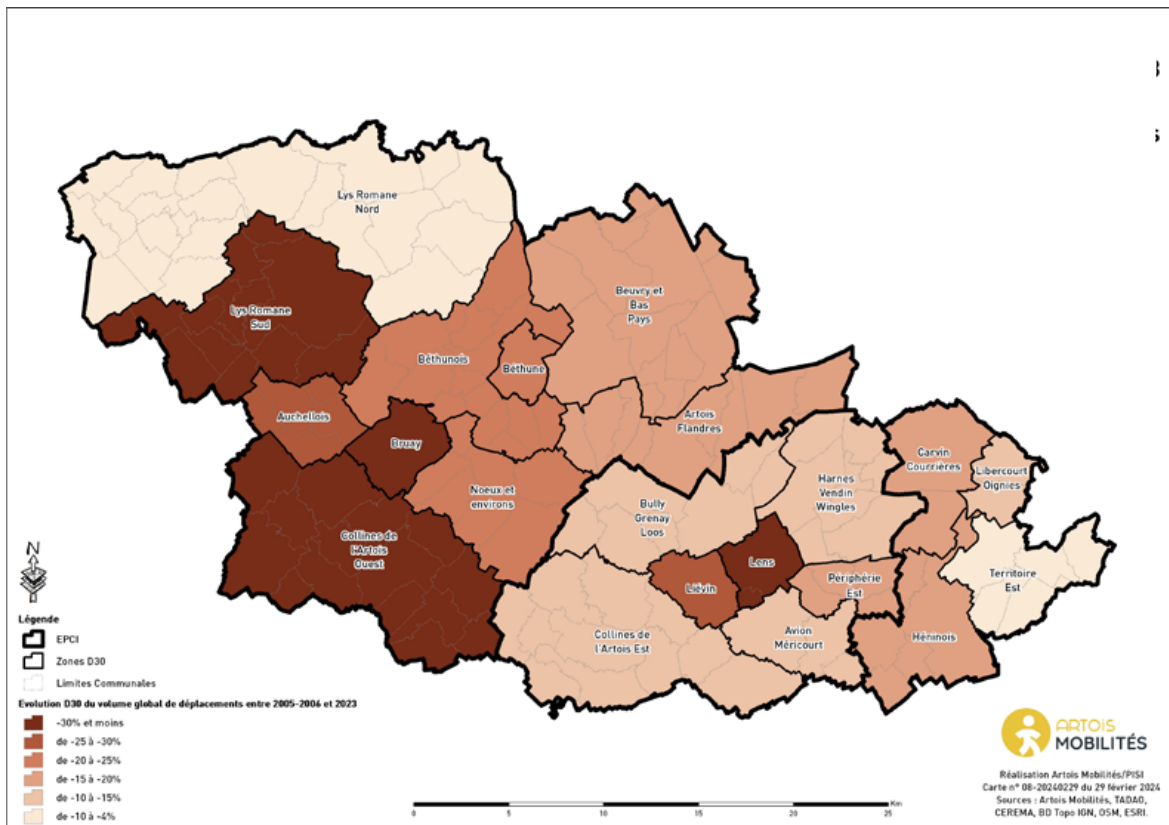 Lys Romane
Nord
Lys Romane
Sud
Beuvry et
Bas
Pays
Béthunois
Béthune
Auchellois
Artois
Flandres
Bruay
Carvin
Courrières
Libercourt
Oignies
Harnes
Vendin
Wingles
Noeux et
environs
Bully
Grenay
Loos
Collines de
l'Artois
Ouest
Lens
Liévin
Périphérie
Est
Territoire
Est
Collines de
l'Artois Est
Avion
Méricourt
Héninois
N
Légende
EPCI
Zones D30
Limites Communales
Evolution D30 du volume global de déplacements entre 2005-2006 et 2023
-30% et moins
de -25 à -30%
de -20 à -25%
de -15 à -20%
de -10 à -15%
de -10 à -4%
Km
0 5 10 15 20 25
ARTOIS
MOBILITÉS
Réalisation Artois Mobilités/PISI
Carte n° 08-20240229 du 29 février 2024
Sources : Artois Mobilités, TADAO,
CEREMA, BD Topo IGN, OSM, ESRI.